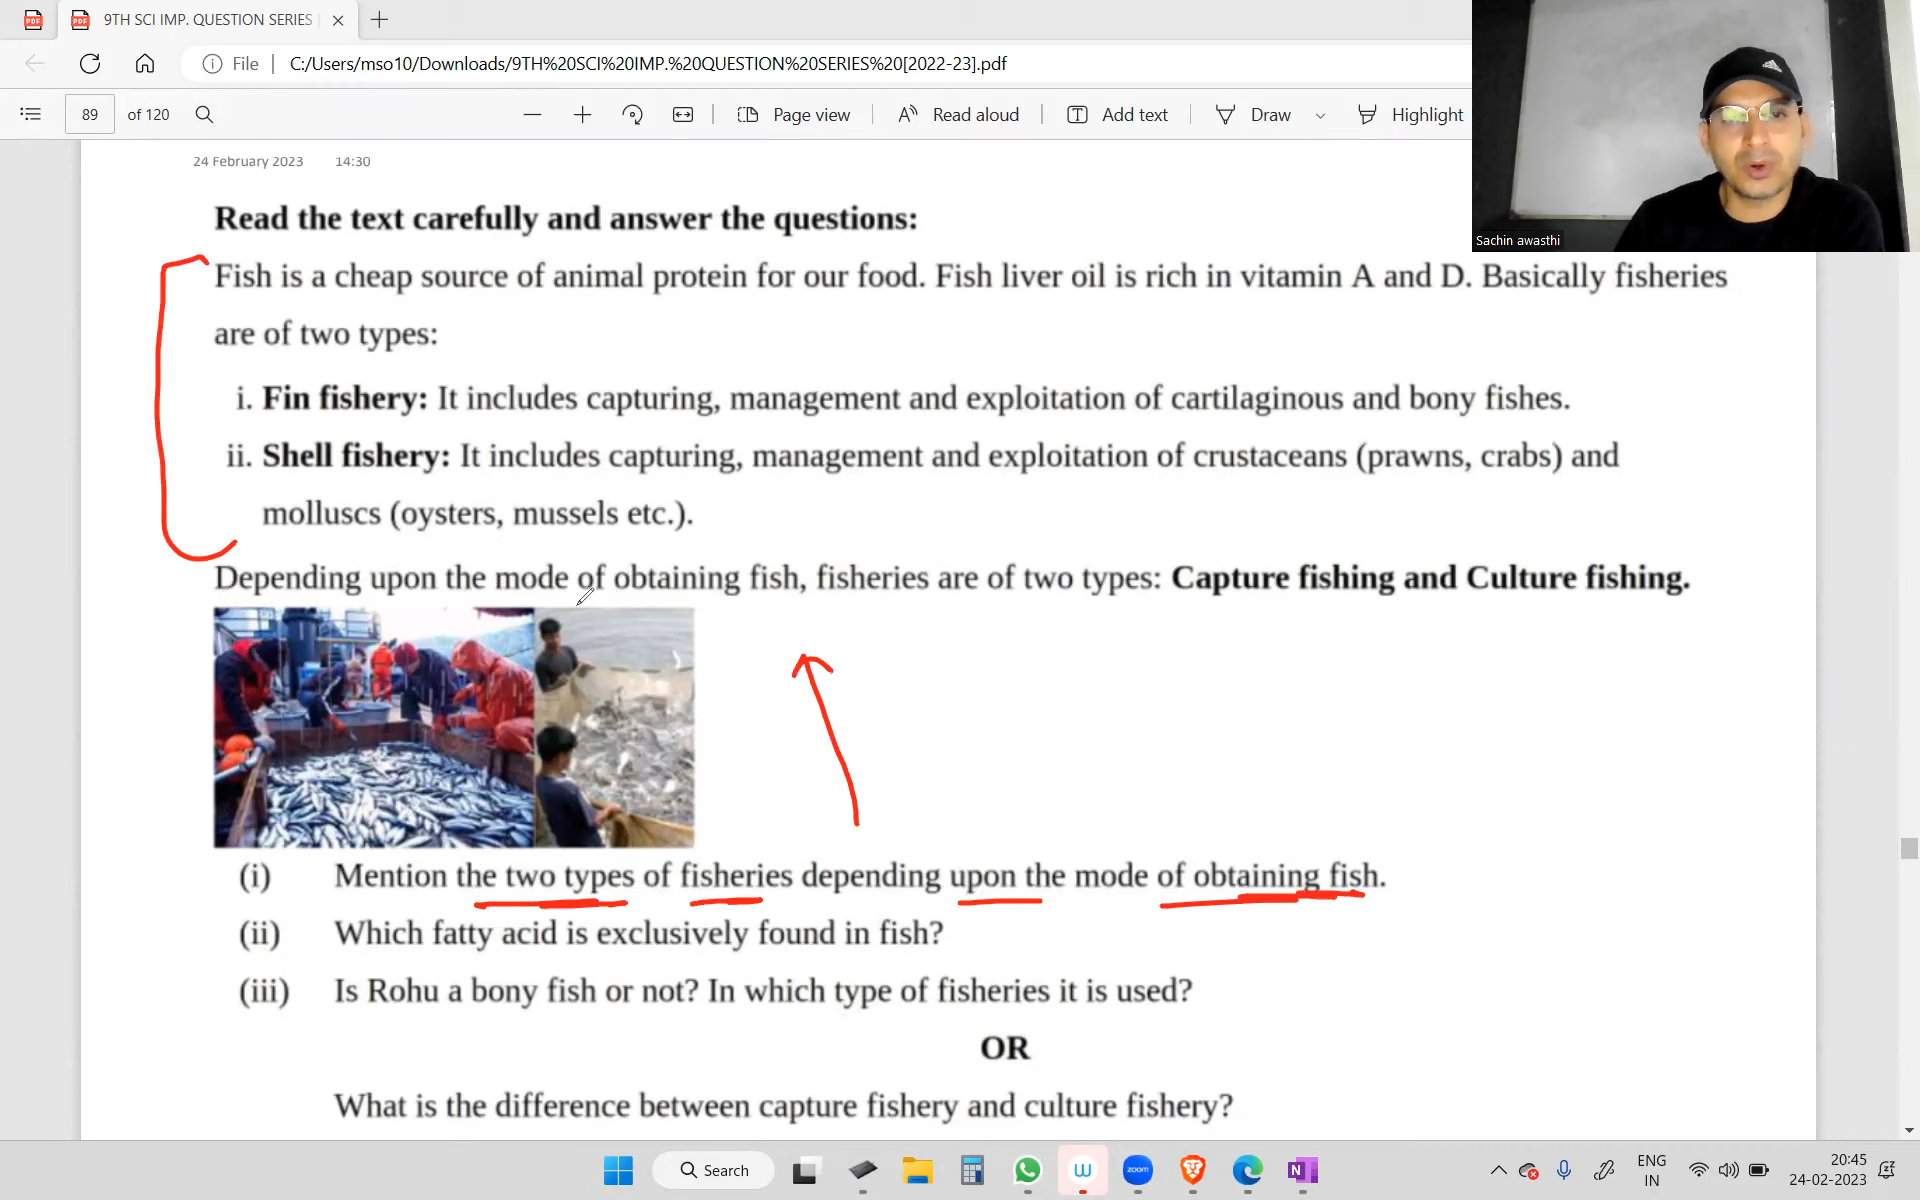 9TH SCI IMP. QUESTION SERIES
File C:/Users/mso10/Downloads/9TH%20SCI%20IMP.%20QUESTION%20SERIES%20[2022-23].pdf
89 of 120 Page view Read aloud Add text Draw Highlight
Sachin awasthi
24 February 2023 14:30
Read the text carefully and answer the questions:
Fish is a cheap source of animal protein for our food. Fish liver oil is rich in vitamin A and D. Basically fisheries
are of two types:
i. Fin fishery: It includes capturing, management and exploitation of cartilaginous and bony fishes.
ii. Shell fishery: It includes capturing, management and exploitation of crustaceans (prawns, crabs) and
molluscs (oysters, mussels etc.).
Depending upon the mode of obtaining fish, fisheries are of two types: Capture fishing and Culture fishing.
(i) Mention the two types of fisheries depending upon the mode of obtaining fish.
(ii) Which fatty acid is exclusively found in fish?
(iii) Is Rohu a bony fish or not? In which type of fisheries it is used?
OR
What is the difference between capture fishery and culture fishery?
Search zoom ENG 20:45
IN 24-02-2023